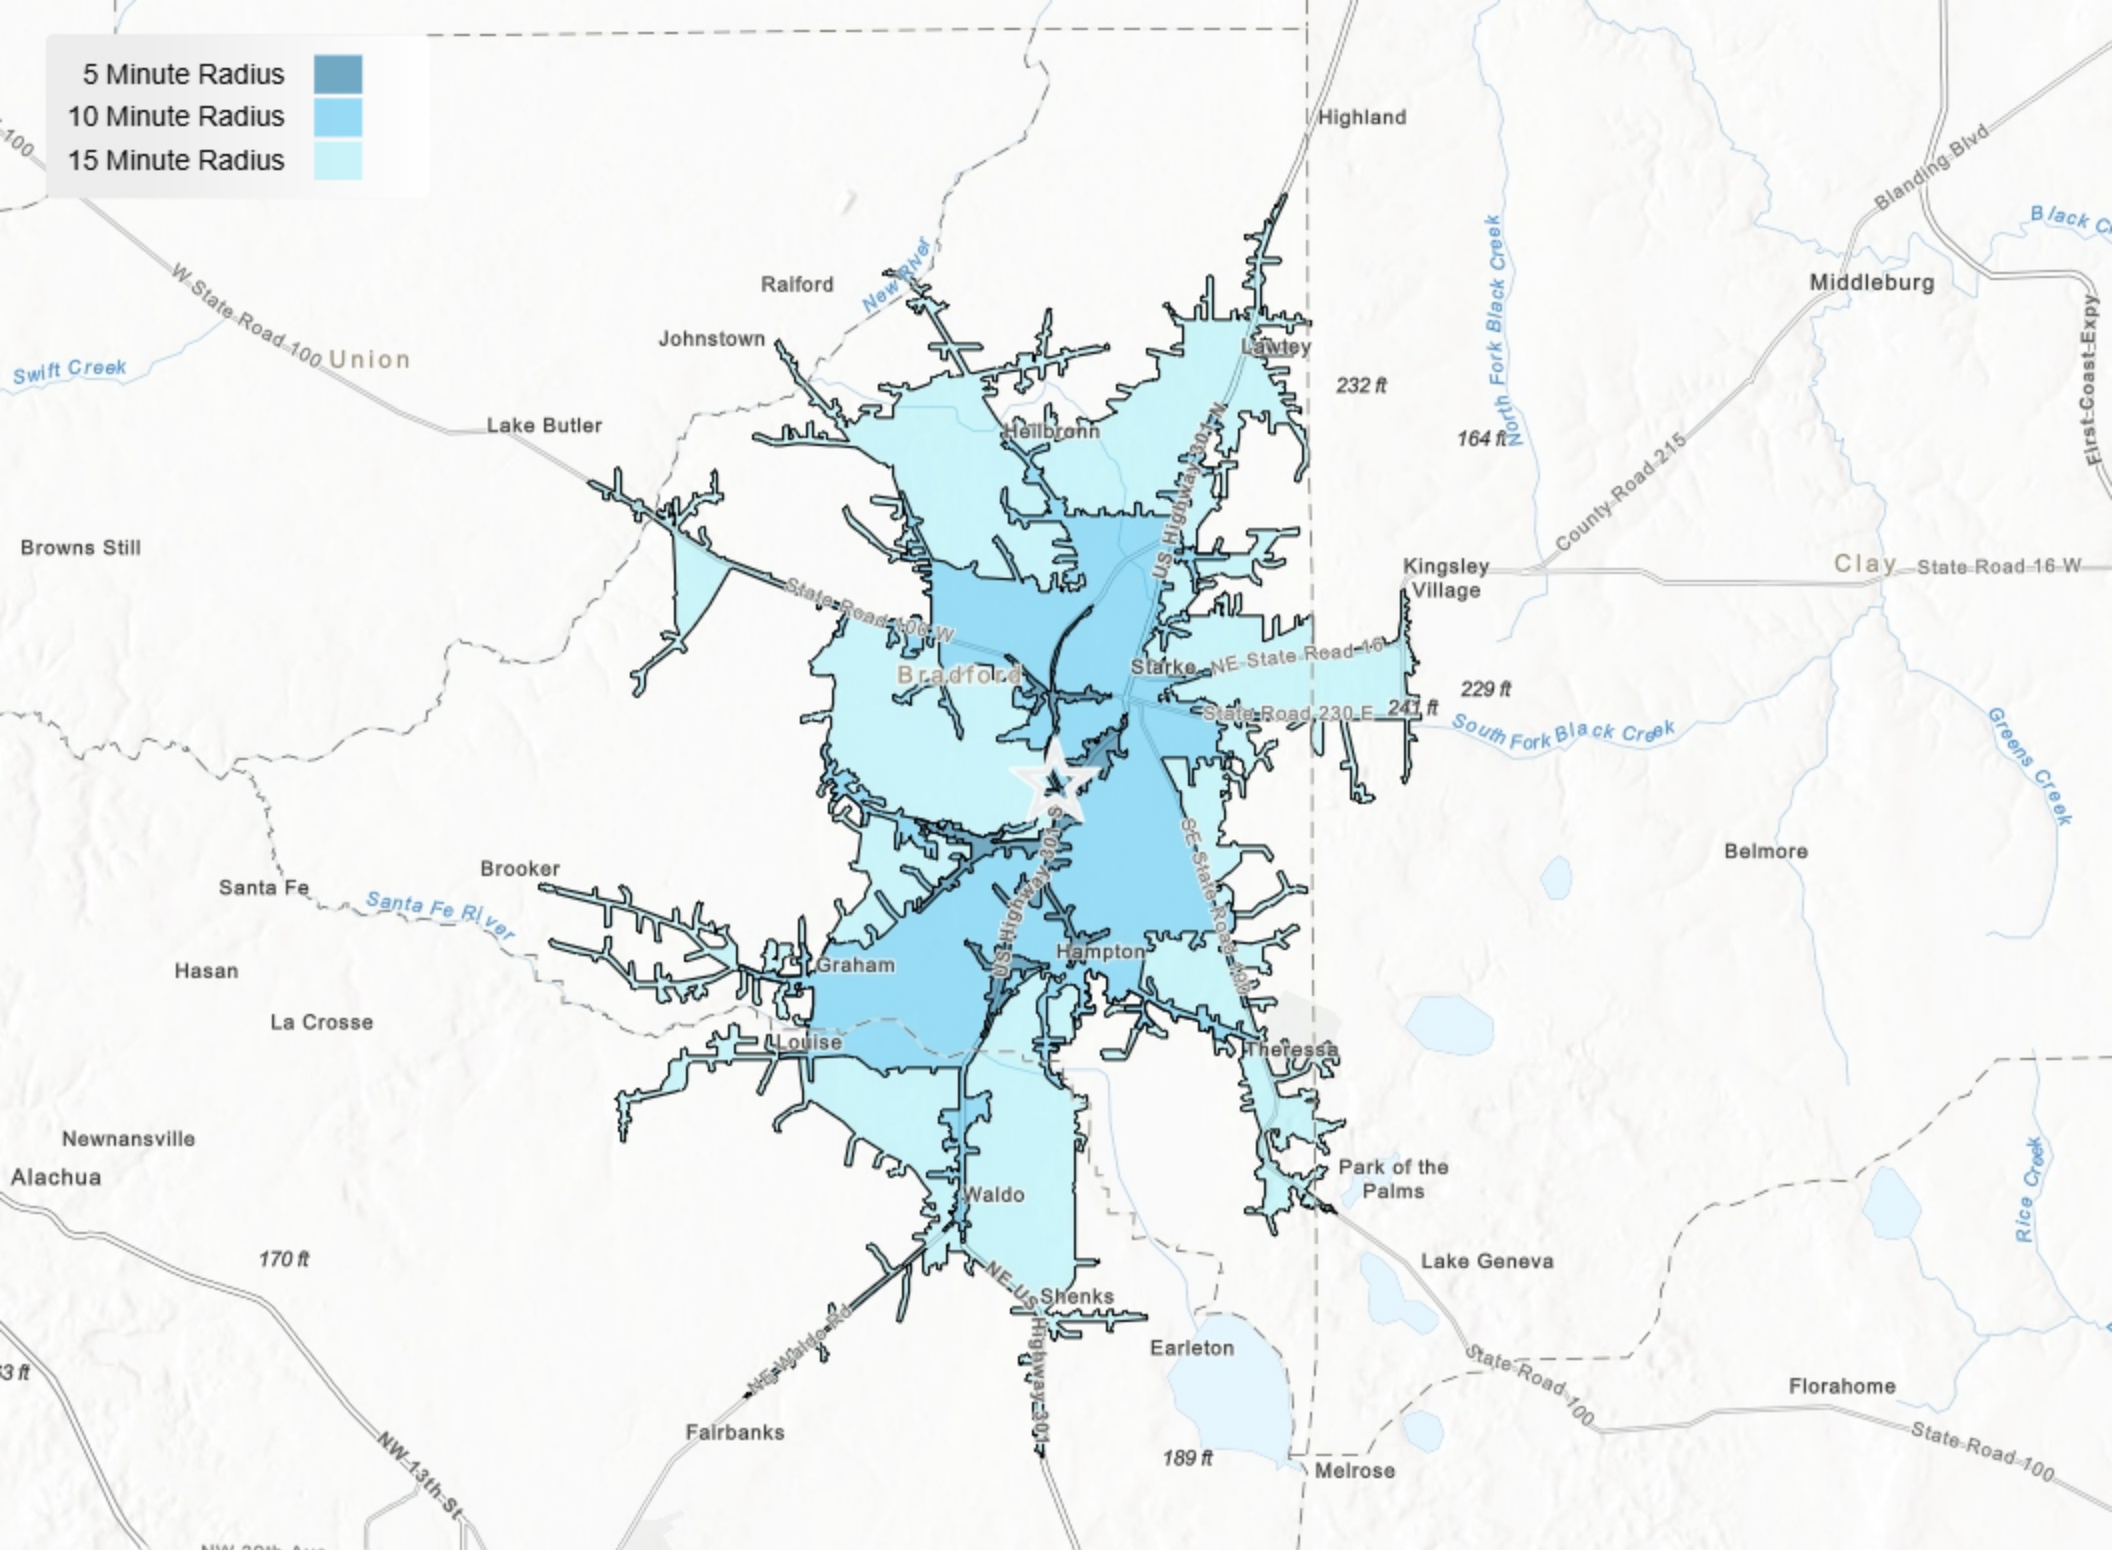 5 Minute Radius
10 Minute Radius
15 Minute Radius
Highland
100
Blanding Blvd
Black C
W State Road 100
Union
Raiford
New River
North Fork Black Creek
Middleburg
First Coast Expy
Swift Creek
Johnstown
Lawtey
232 ft
Lake Butler
Heilbronn
US Highway 301 N
164 ft
County Road 215
Browns Still
State Road 100 W
Kingsley
Village
Clay
State Road 16 W
Bradford
Starke
NE State Road 16
229 ft
State Road 230 E
241 ft
South Fork Black Creek
Greens Creek
Brooker
Santa Fe
Santa Fe River
US Highway 301 S
SE State Road 100
Belmore
Hasan
Graham
Hampton
La Crosse
Louise
Theressa
Newnansville
Alachua
Waldo
Park of the
Palms
Rice Creek
170 ft
Lake Geneva
NE US Highway 301
Shenks
NE Waldo Rd
Earleton
3 ft
State Road 100
Florahome
Fairbanks
NW 13th St
189 ft
Melrose
State Road 100